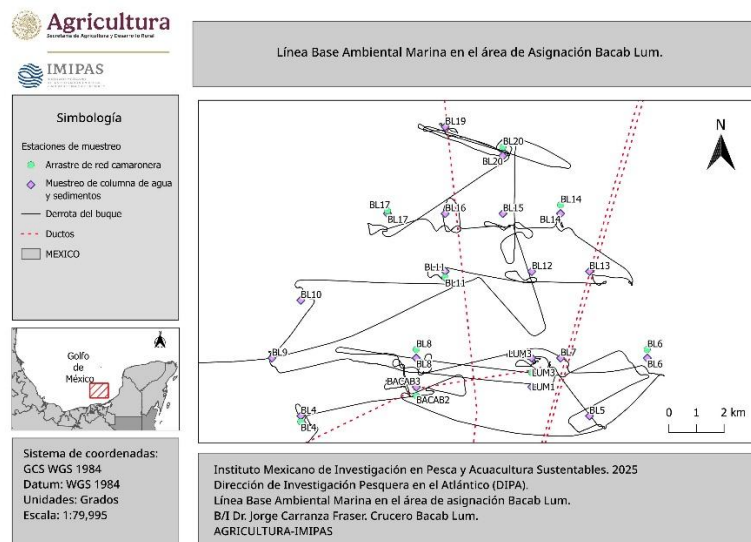 Agricultura
Secretaría de Agricultura y Desarrollo Rural
IMIPAS
Línea Base Ambiental Marina en el área de Asignación Bacab Lum.
Simbología
Estaciones de muestreo
Arrastre de red camaronera
Muestreo de columna de agua
y sedimentos
Derrota del buque
Ductos
MEXICO
Golfo
de
México
Sistema de coordenadas:
GCS WGS 1984
Datum: WGS 1984
Unidades: Grados
Escala: 1:79,995
BL19
N
BL20
BL20
BL17
BL17
BL16
BL15
BL14
BL14
BL11
BL11
BL12
BL13
BL10
BL9
BL8
BL8
LUM3
BL7
BL6
BL6
LUM3
BACAB3
LUM1
BACAB2
BL4
BL4
BL5
0 1 2 km
Instituto Mexicano de Investigación en Pesca y Acuacultura Sustentables. 2025
Dirección de Investigación Pesquera en el Atlántico (DIPA).
Línea Base Ambiental Marina en el área de asignación Bacab Lum.
B/I Dr. Jorge Carranza Fraser. Crucero Bacab Lum.
AGRICULTURA-IMIPAS